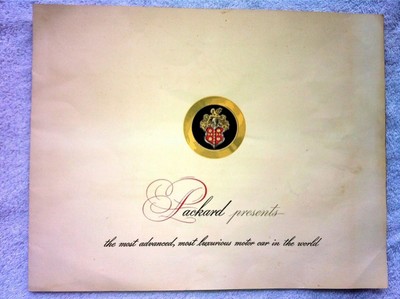 Packard presents—
the most advanced, most luxurious motor car in the world